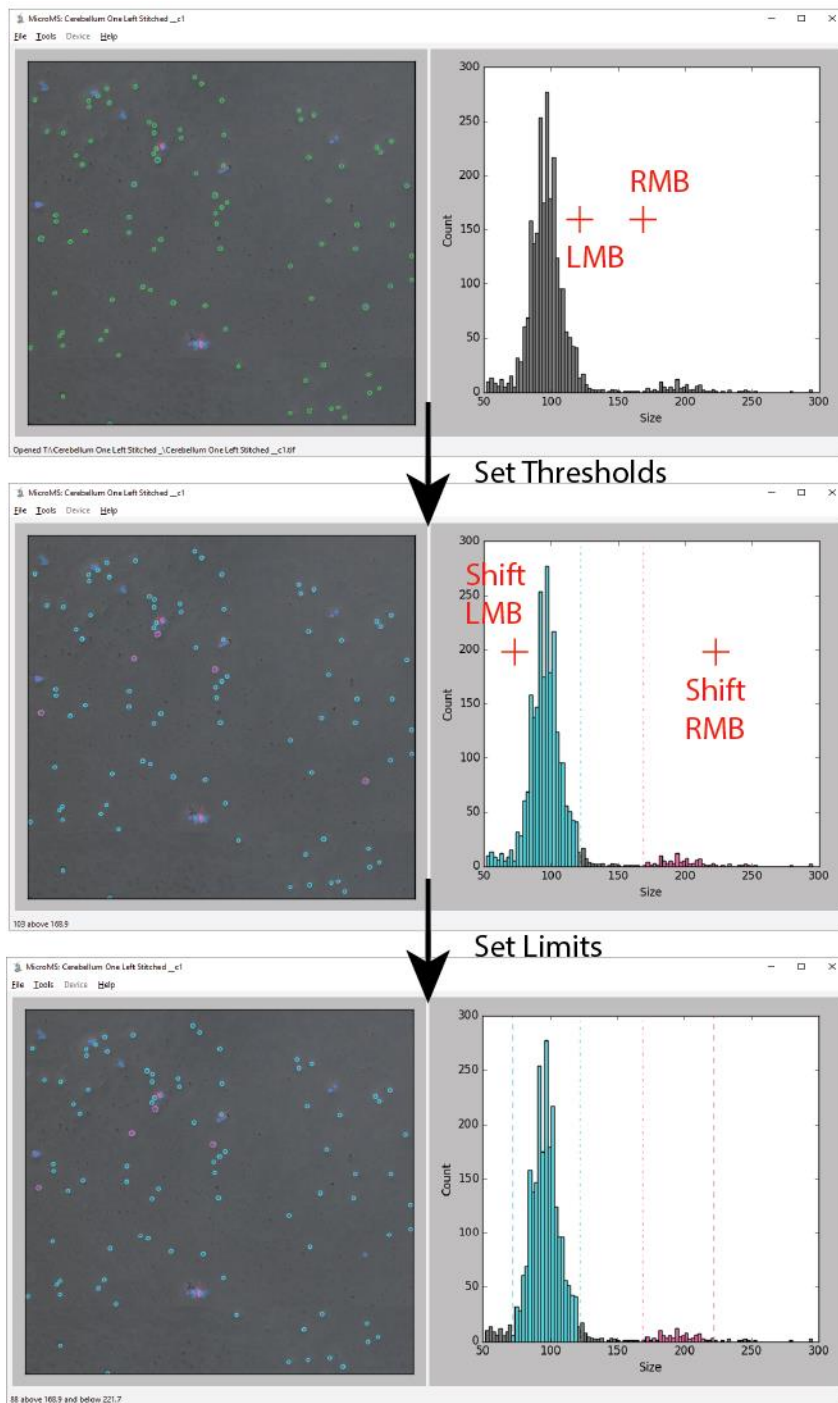 MicroMS: Cerebellum One Left Stitched __c1
File Tools Device Help
300
250
200
150
100
50
0
Count
50 100 150 200 250 300
Size
RMB
LMB
Opened T:\Cerebellum One Left Stitched _\Cerebellum One Left Stitched __c1.tif
Set Thresholds
MicroMS: Cerebellum One Left Stitched __c1
File Tools Device Help
300
250
200
150
100
50
0
Count
50 100 150 200 250 300
Size
Shift
LMB
Shift
RMB
103 above 168.9
Set Limits
MicroMS: Cerebellum One Left Stitched __c1
File Tools Device Help
300
250
200
150
100
50
0
Count
50 100 150 200 250 300
Size
88 above 168.9 and below 221.7